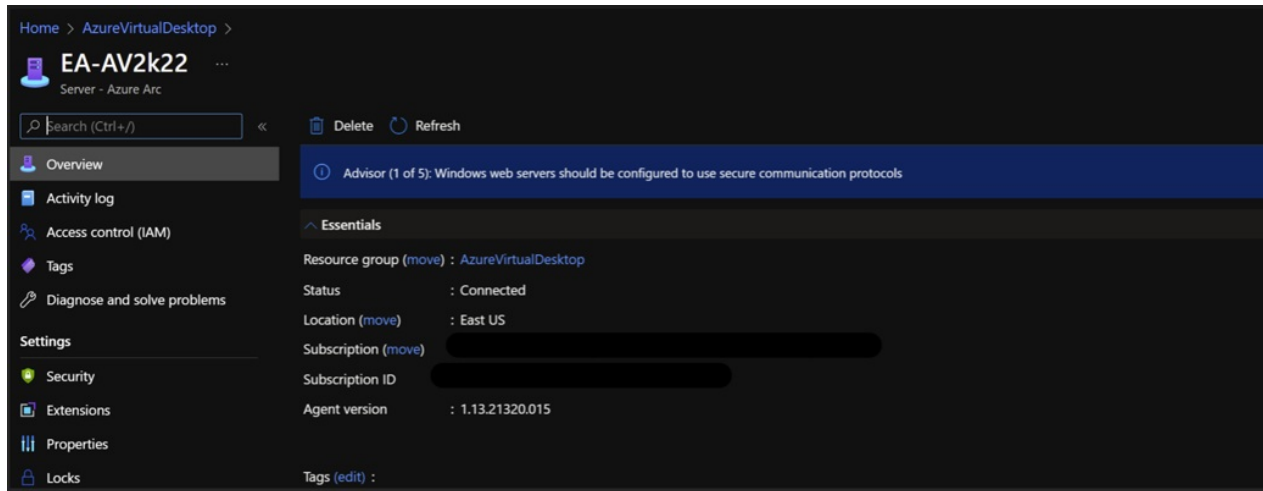 Home > AzureVirtualDesktop >
EA-AV2k22 ...
Server - Azure Arc
Search (Ctrl+/)
«
Overview
Activity log
Access control (IAM)
Tags
Diagnose and solve problems
Settings
Security
Extensions
Properties
Locks
Delete Refresh
Advisor (1 of 5): Windows web servers should be configured to use secure communication protocols
Essentials
Resource group (move) : AzureVirtualDesktop
Status : Connected
Location (move) : East US
Subscription (move)
Subscription ID
Agent version : 1.13.21320.015
Tags (edit) :